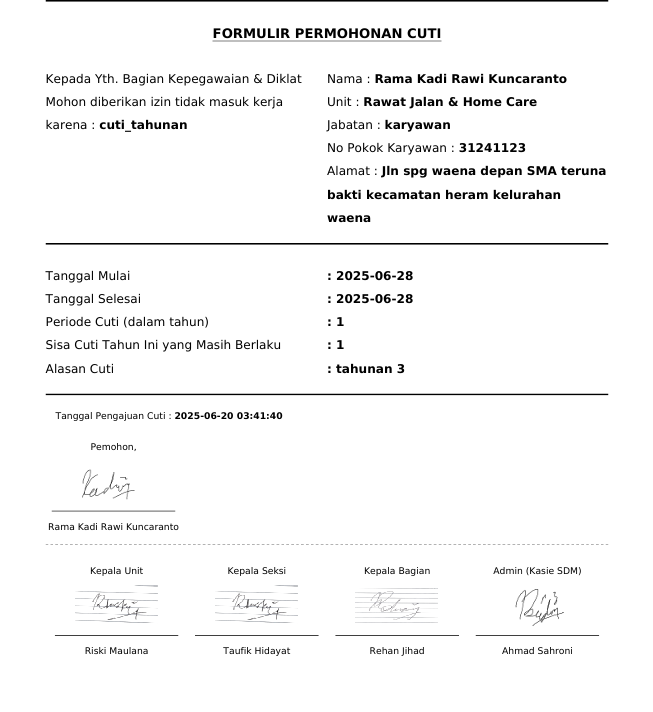 FORMULIR PERMOHONAN CUTI
Kepada Yth. Bagian Kepegawaian & Diklat
Mohon diberikan izin tidak masuk kerja
karena : cuti_tahunan
Nama : Rama Kadi Rawi Kuncaranto
Unit : Rawat Jalan & Home Care
Jabatan : karyawan
No Pokok Karyawan : 31241123
Alamat : Jln spg waena depan SMA teruna
bakti kecamatan heram kelurahan
waena
Tanggal Mulai : 2025-06-28
Tanggal Selesai : 2025-06-28
Periode Cuti (dalam tahun) : 1
Sisa Cuti Tahun Ini yang Masih Berlaku : 1
Alasan Cuti : tahunan 3
Tanggal Pengajuan Cuti : 2025-06-20 03:41:40
Pemohon,
Rama Kadi Rawi Kuncaranto
Kepala Unit Kepala Seksi Kepala Bagian Admin (Kasie SDM)
Riski Maulana Taufik Hidayat Rehan Jihad Ahmad Sahroni